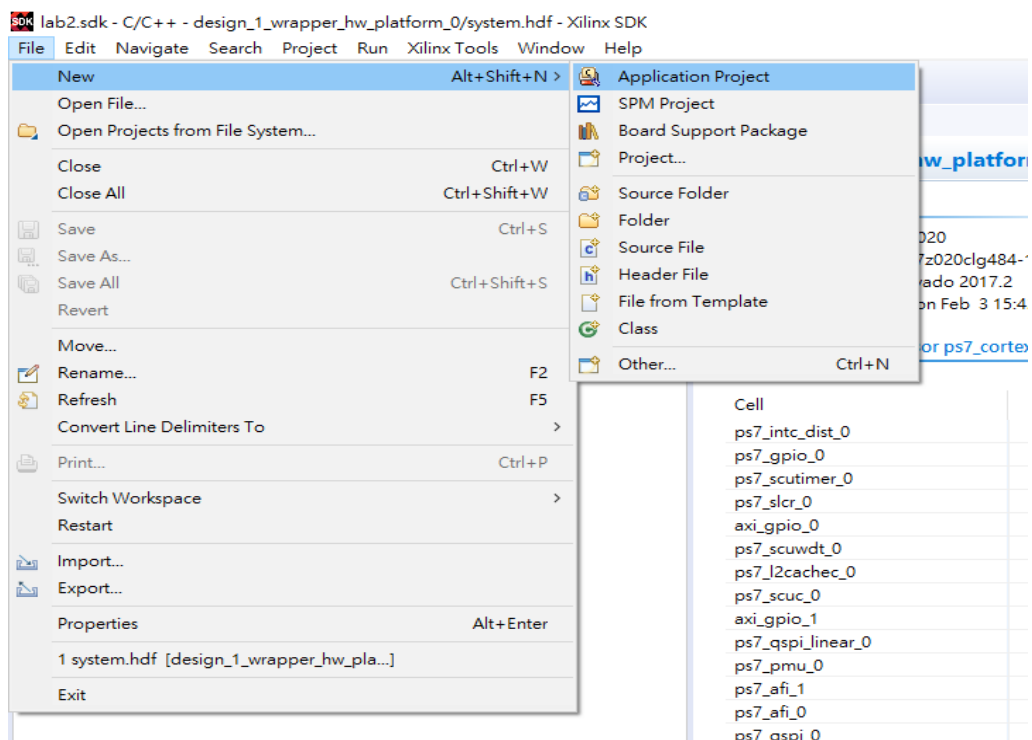 SDK lab2.sdk - C/C++ - design_1_wrapper_hw_platform_0/system.hdf - Xilinx SDK
File Edit Navigate Search Project Run Xilinx Tools Window Help
New Alt+Shift+N >
Open File...
Open Projects from File System...
Close Ctrl+W
Close All Ctrl+Shift+W
Save Ctrl+S
Save As...
Save All Ctrl+Shift+S
Revert
Move...
Rename... F2
Refresh F5
Convert Line Delimiters To >
Print... Ctrl+P
Switch Workspace >
Restart
Import...
Export...
Properties Alt+Enter
1 system.hdf [design_1_wrapper_hw_pla...]
Exit
Application Project
SPM Project
Board Support Package
Project...
Source Folder
Folder
Source File
Header File
File from Template
Class
Other... Ctrl+N
w_platfor
020
7z020clg484-1
vado 2017.2
on Feb 3 15:4
or ps7_cortex
Cell
ps7_intc_dist_0
ps7_gpio_0
ps7_scutimer_0
ps7_slcr_0
axi_gpio_0
ps7_scuwdt_0
ps7_l2cachec_0
ps7_scuc_0
axi_gpio_1
ps7_qspi_linear_0
ps7_pmu_0
ps7_afi_1
ps7_afi_0
ps7_qspi_0